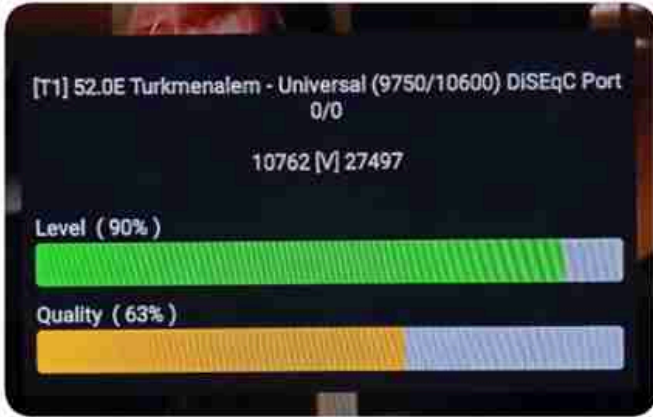 [T1] 52.0E Turkmenalem - Universal (9750/10600) DiSEqC Port
0/0
10762 [V] 27497
Level ( 90% )
Quality ( 63% )